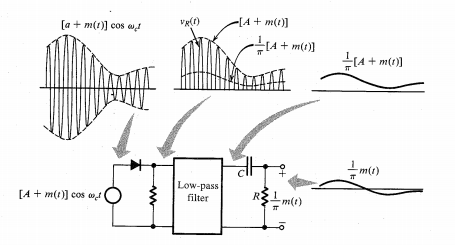 [a + m(t)] cos ω_c t
v_R(t)
[A + m(t)]
1/π [A + m(t)]
1/π [A + m(t)]
[A + m(t)] cos ω_c t
Low-pass
filter
C
+
R
1/π m(t)
−
1/π m(t)